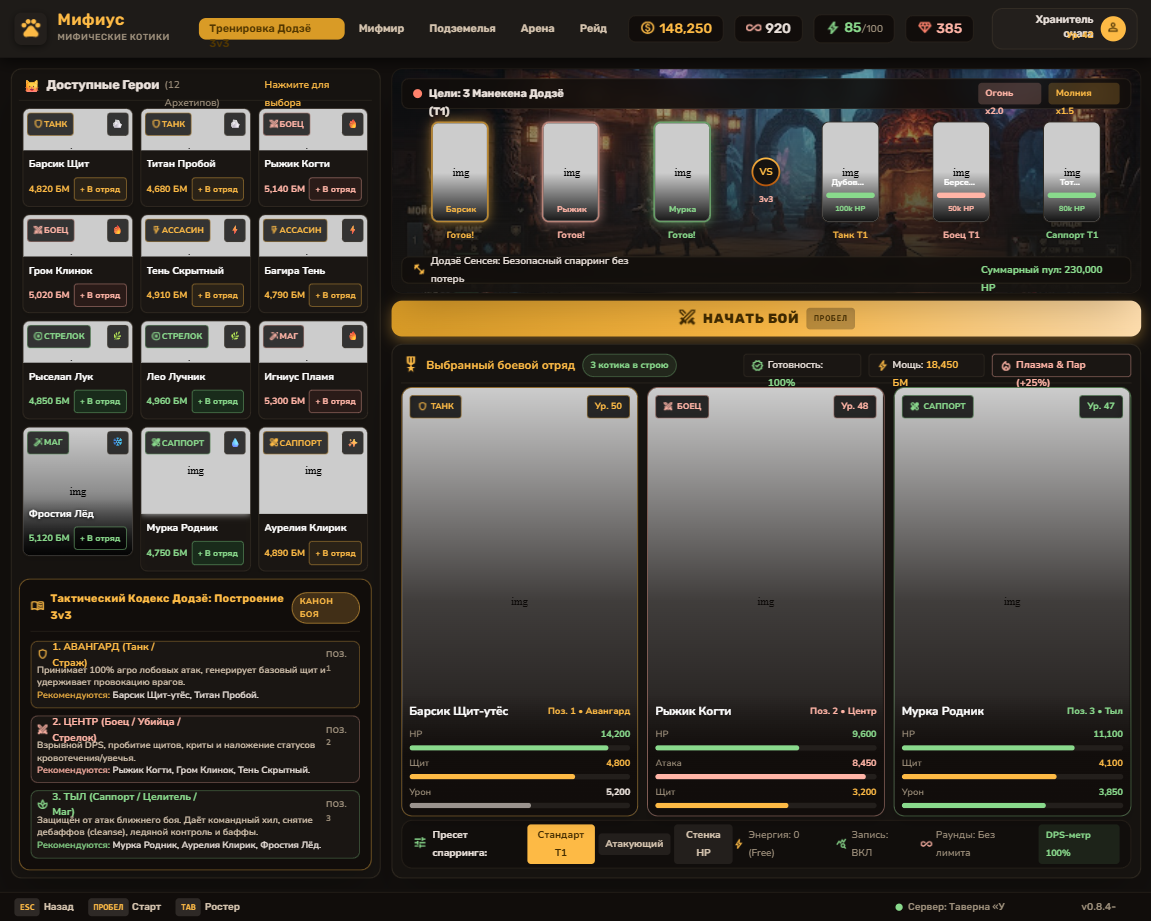 Мифиус
МИФИЧЕСКИЕ КОТИКИ
Тренировка Додзё
3v3
Мифмир
Подземелья
Арена
Рейд
148,250
920
85/100
385
Хранитель
очага
Доступные Герои (12
Архетипов)
Нажмите для
выбора
ТАНК
Барсик Щит
4,820 БМ + В отряд
ТАНК
Титан Пробой
4,680 БМ + В отряд
БОЕЦ
Рыжик Когти
5,140 БМ + В отряд
БОЕЦ
Гром Клинок
5,020 БМ + В отряд
АССАСИН
Тень Скрытный
4,910 БМ + В отряд
АССАСИН
Багира Тень
4,790 БМ + В отряд
СТРЕЛОК
Рыселап Лук
4,850 БМ + В отряд
СТРЕЛОК
Лео Лучник
4,960 БМ + В отряд
МАГ
Игниус Пламя
5,300 БМ + В отряд
МАГ
img
Фростия Лёд
5,120 БМ + В отряд
САППОРТ
img
Мурка Родник
4,750 БМ + В отряд
САППОРТ
img
Аурелия Клирик
4,890 БМ + В отряд
Тактический Кодекс Додзё: Построение
3v3
КАНОН
БОЯ
1. АВАНГАРД (Танк /
Страж)
ПОЗ.
1
Принимает 100% агро лобовых атак, генерирует базовый щит и
удерживает провокацию врагов.
Рекомендуются: Барсик Щит-утёс, Титан Пробой.
2. ЦЕНТР (Боец / Убийца /
Стрелок)
ПОЗ.
2
Взрывной DPS, пробитие щитов, криты и наложение статусов
кровотечения/увечья.
Рекомендуются: Рыжик Когти, Гром Клинок, Тень Скрытный.
3. ТЫЛ (Саппорт / Целитель /
Маг)
ПОЗ.
3
Защищён от атак ближнего боя. Даёт командный хил, снятие
дебаффов (cleanse), ледяной контроль и баффы.
Рекомендуются: Мурка Родник, Аурелия Клирик, Фростия Лёд.
Цели: 3 Манекена Додзё
(Т1)
Огонь
x2.0
Молния
x1.5
img
Барсик
Готов!
img
Рыжик
Готов!
img
Мурка
Готов!
VS
3v3
img
Дубов...
100k HP
Танк Т1
img
Берсе...
50k HP
Боец Т1
img
Тот...
80k HP
Саппорт Т1
Додзё Сенсея: Безопасный спарринг без
потерь
Суммарный пул: 230,000
HP
НАЧАТЬ БОЙ ПРОБЕЛ
Выбранный боевой отряд 3 котика в строю
Готовность:
100%
Мощь: 18,450
БМ
Плазма & Пар
(+25%)
ТАНК Ур. 50
img
Барсик Щит-утёс Поз. 1 • Авангард
HP 14,200
Щит 4,800
Урон 5,200
БОЕЦ Ур. 48
img
Рыжик Когти Поз. 2 • Центр
HP 9,600
Атака 8,450
Щит 3,200
САППОРТ Ур. 47
img
Мурка Родник Поз. 3 • Тыл
HP 11,100
Щит 4,100
Урон 3,850
Пресет
спарринга:
Стандарт
Т1
Атакующий
Стенка
HP
Энергия: 0
(Free)
Запись:
ВКЛ
Раунды: Без
лимита
DPS-метр
100%
ESC Назад ПРОБЕЛ Старт TAB Ростер
Сервер: Таверна «У
v0.8.4-